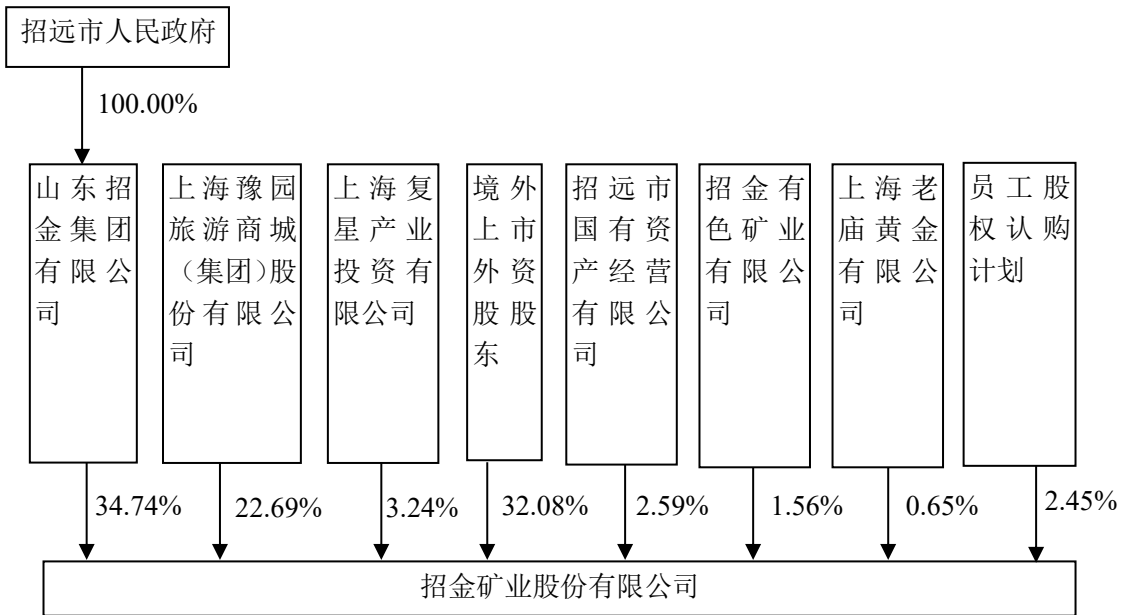 招远市人民政府
100.00%
山东招
金集团
有限公
司
上海豫园
旅游商城
（集团）股
份有限公
司
上海复
星产业
投资有
限公司
境外
上市
外资
股股
东
招远市
国有资
产经营
有限公
司
招金有
色矿业
有限公
司
上海老
庙黄金
有限公
司
员工股
权认购
计划
34.74%
22.69%
3.24%
32.08%
2.59%
1.56%
0.65%
2.45%
招金矿业股份有限公司